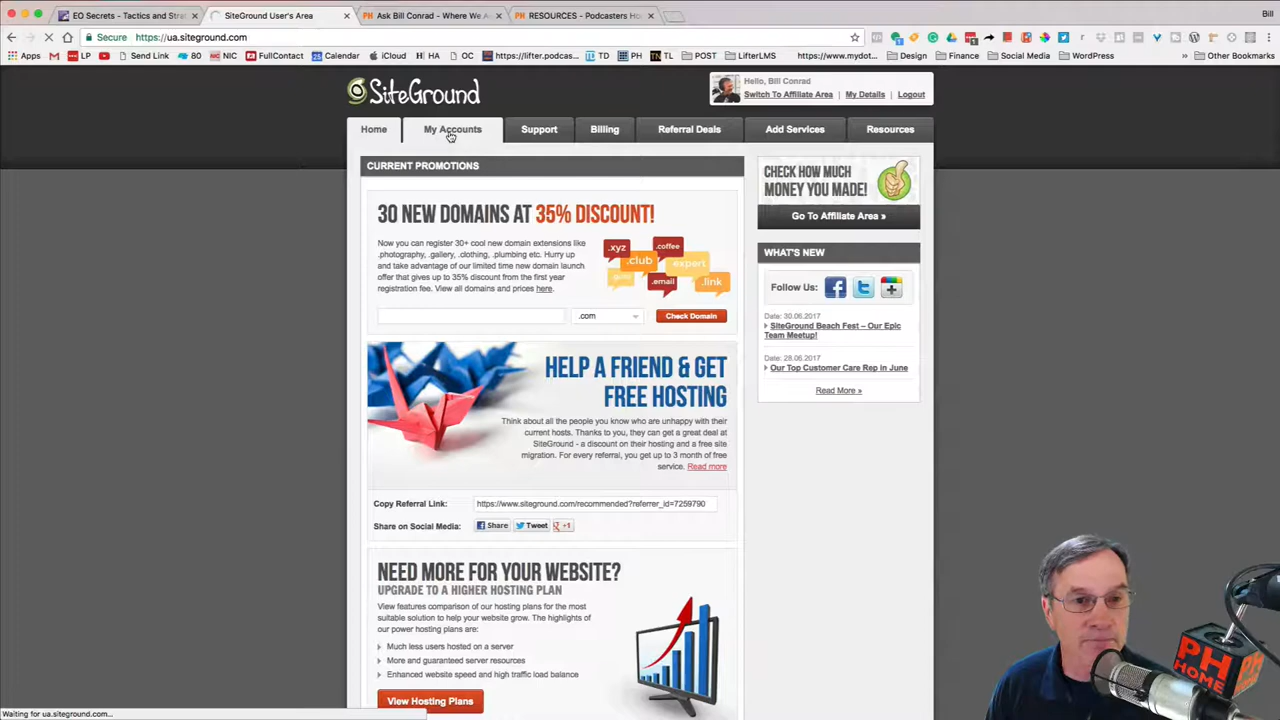 EO Secrets - Tactics and Strat
SiteGround User's Area
Ask Bill Conrad - Where We A
RESOURCES - Podcasters Ho
Bill
Secure https://ua.siteground.com
Apps
LP
Send Link
80
NIC
FullContact
Calendar
iCloud
HA
OC
https://lifter.podcas...
TD
PH
TL
POST
LifterLMS
https://www.mydot...
Design
Finance
Social Media
WordPress
Other Bookmarks
SiteGround
Hello, Bill Conrad
Switch To Affiliate Area | My Details | Logout
Home
My Accounts
Support
Billing
Referral Deals
Add Services
Resources
CURRENT PROMOTIONS
30 NEW DOMAINS AT 35% DISCOUNT!
Now you can register 30+ cool new domain extensions like
.photography, .gallery, .clothing, .plumbing etc. Hurry up
and take advantage of our limited time new domain launch
offer that gives up to 35% discount from the first year
registration fee. View all domains and prices here.
.xyz
.coffee
.club
.expert
.guru
.email
.link
.com
Check Domain
HELP A FRIEND & GET
FREE HOSTING
Think about all the people you know who are unhappy with their
current hosts. Thanks to you, they can get a great deal at
SiteGround - a discount on their hosting and a free site
migration. For every referral, you get up to 3 month of free
service. Read more
Copy Referral Link:
https://www.siteground.com/recommended?referrer_id=7259790
Share on Social Media:
Share
Tweet
+1
NEED MORE FOR YOUR WEBSITE?
UPGRADE TO A HIGHER HOSTING PLAN
View features comparison of our hosting plans for the most
suitable solution to help your website grow. The highlights of
our power hosting plans are:
Much less users hosted on a server
More and guaranteed server resources
Enhanced website speed and high traffic load balance
View Hosting Plans
CHECK HOW MUCH
MONEY YOU MADE!
Go To Affiliate Area »
WHAT'S NEW
Follow Us:
Date: 30.06.2017
SiteGround Beach Fest – Our Epic
Team Meetup!
Date: 28.06.2017
Our Top Customer Care Rep in June
Read More »
PH
HOME
Waiting for ua.siteground.com...